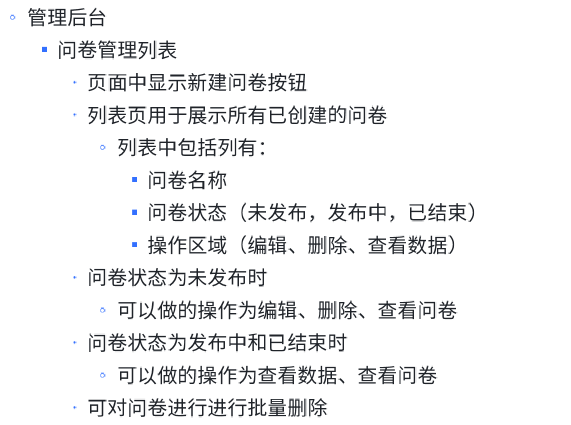 管理后台
问卷管理列表
页面中显示新建问卷按钮
列表页用于展示所有已创建的问卷
列表中包括列有：
问卷名称
问卷状态（未发布，发布中，已结束）
操作区域（编辑、删除、查看数据）
问卷状态为未发布时
可以做的操作为编辑、删除、查看问卷
问卷状态为发布中和已结束时
可以做的操作为查看数据、查看问卷
可对问卷进行进行批量删除